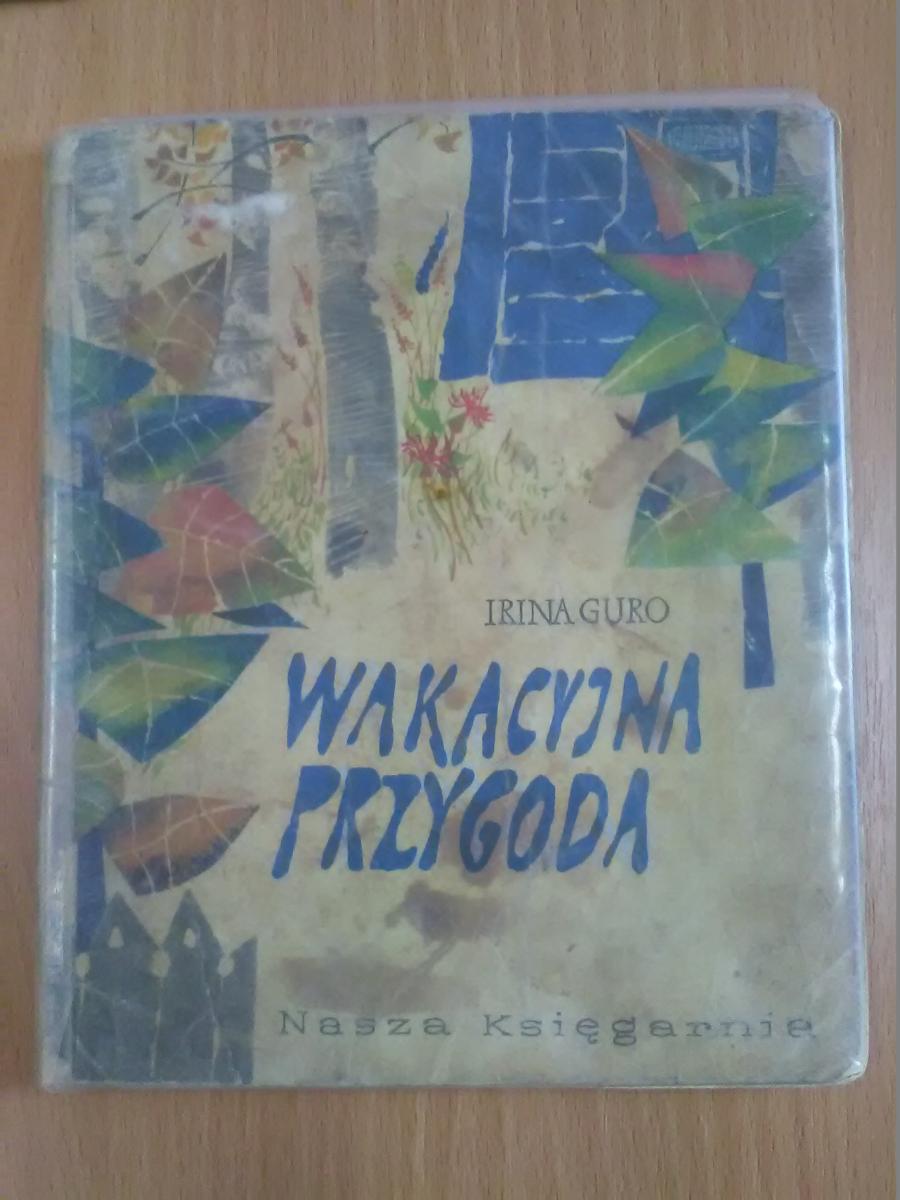 IRINA GURO
WAKACYJNA
PRZYGODA
Nasza Księgarnia